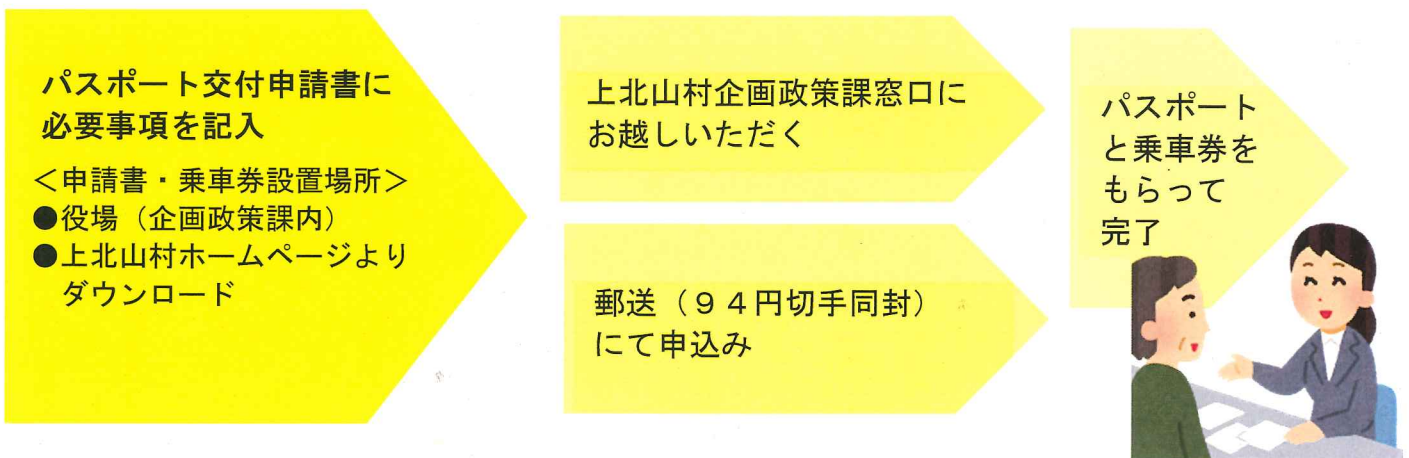 パスポート交付申請書に
必要事項を記入
＜申請書・乗車券設置場所＞
●役場（企画政策課内）
●上北山村ホームページより
ダウンロード
上北山村企画政策課窓口に
お越しいただく
郵送（９４円切手同封）
にて申込み
パスポート
と乗車券を
もらって
完了